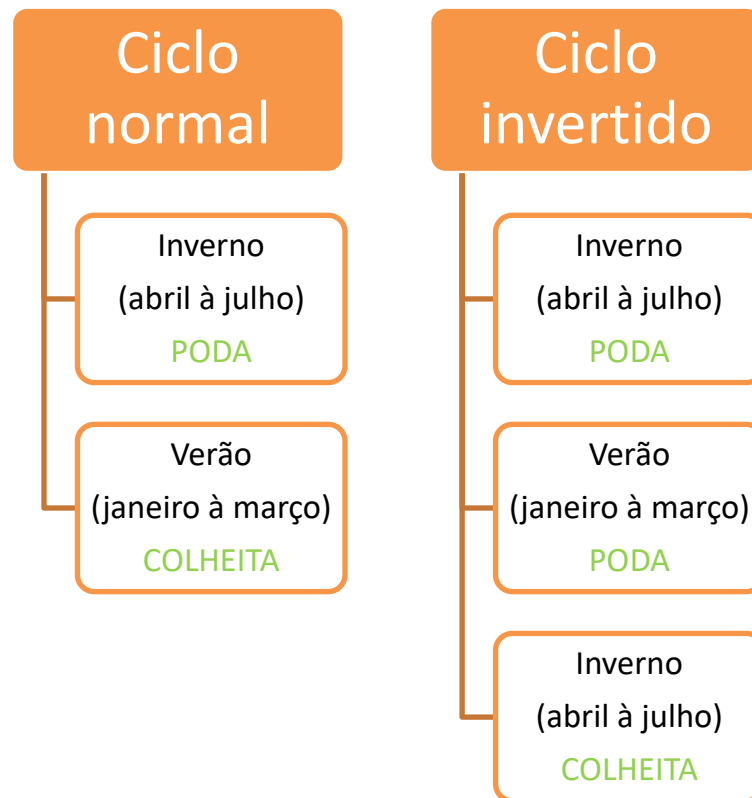 Ciclo
normal
Inverno
(abril à julho)
PODA
Verão
(janeiro à março)
COLHEITA
Ciclo
invertido
Inverno
(abril à julho)
PODA
Verão
(janeiro à março)
PODA
Inverno
(abril à julho)
COLHEITA